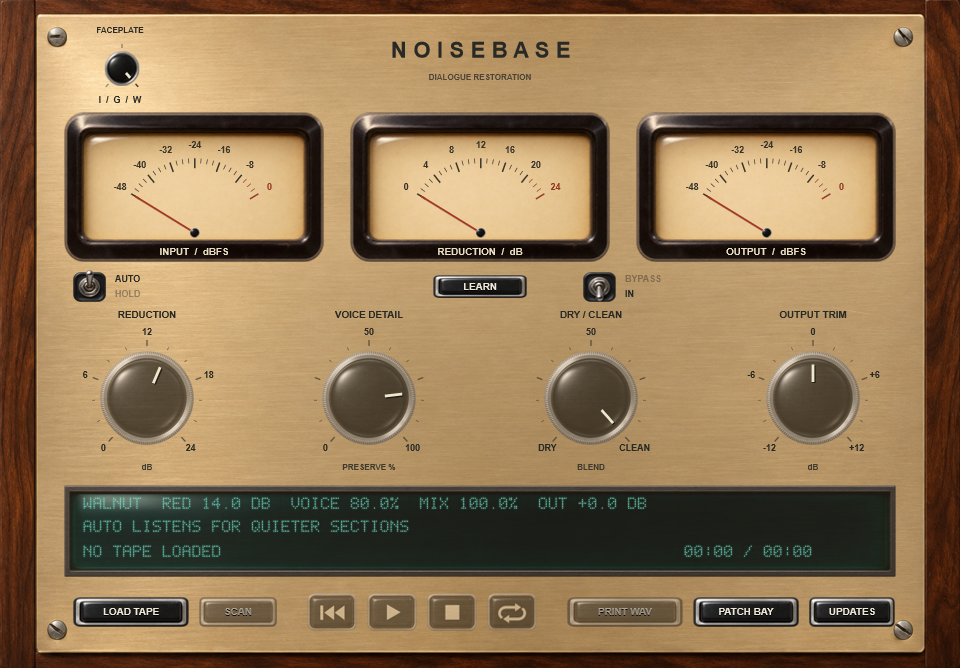 FACEPLATE
NOISEBASE
DIALOGUE RESTORATION
I / G / W
-48 -40 -32 -24 -16 -8 0
INPUT / dBFS
0 4 8 12 16 20 24
REDUCTION / dB
-48 -40 -32 -24 -16 -8 0
OUTPUT / dBFS
AUTO
HOLD
LEARN
BYPASS
IN
REDUCTION
0 6 12 18 24
dB
VOICE DETAIL
0 50 100
PRESERVE %
DRY / CLEAN
DRY 50 CLEAN
BLEND
OUTPUT TRIM
-12 -6 0 +6 +12
dB
WALNUT RED 14.0 DB VOICE 80.0% MIX 100.0% OUT +0.0 DB
AUTO LISTENS FOR QUIETER SECTIONS
NO TAPE LOADED 00:00 / 00:00
LOAD TAPE SCAN PRINT WAV PATCH BAY UPDATES